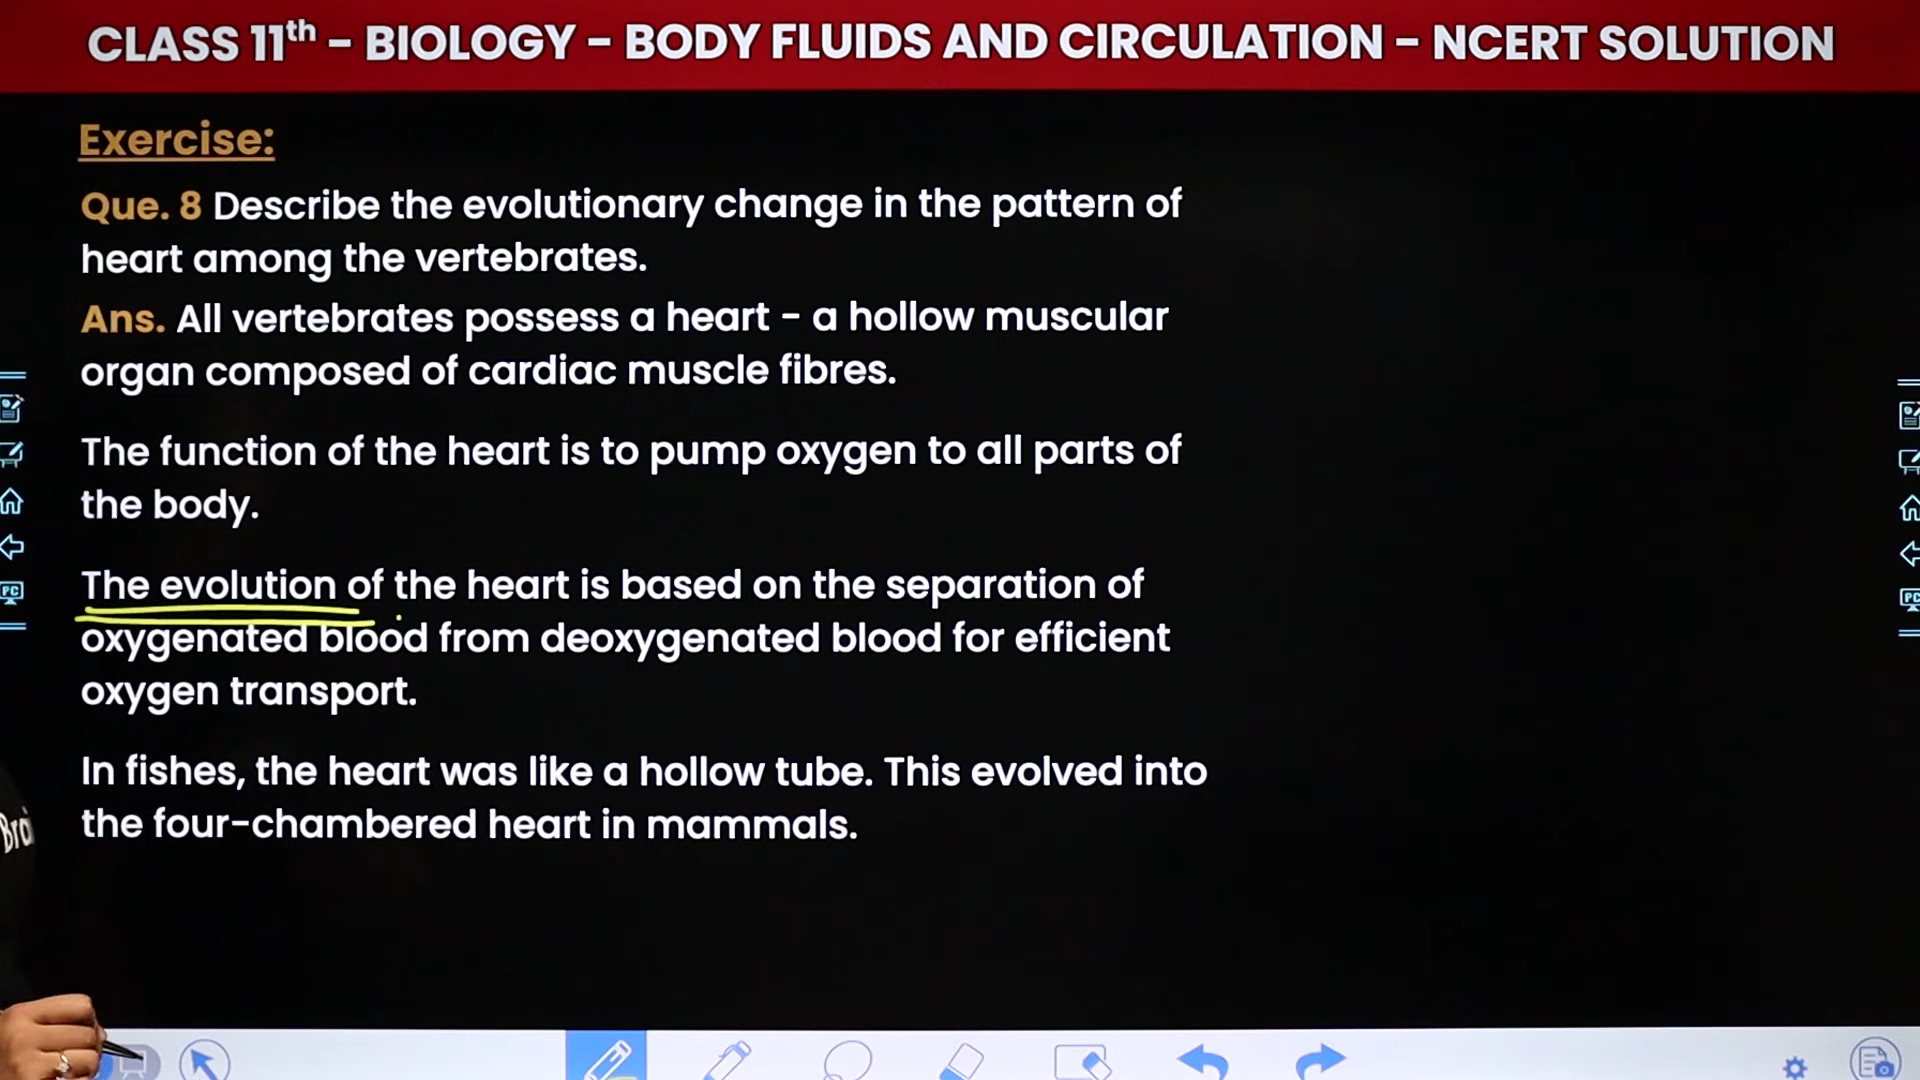 CLASS 11th - BIOLOGY - BODY FLUIDS AND CIRCULATION - NCERT SOLUTION
Exercise:
Que. 8 Describe the evolutionary change in the pattern of
heart among the vertebrates.
Ans. All vertebrates possess a heart - a hollow muscular
organ composed of cardiac muscle fibres.
The function of the heart is to pump oxygen to all parts of
the body.
The evolution of the heart is based on the separation of
oxygenated blood from deoxygenated blood for efficient
oxygen transport.
In fishes, the heart was like a hollow tube. This evolved into
the four-chambered heart in mammals.
PC